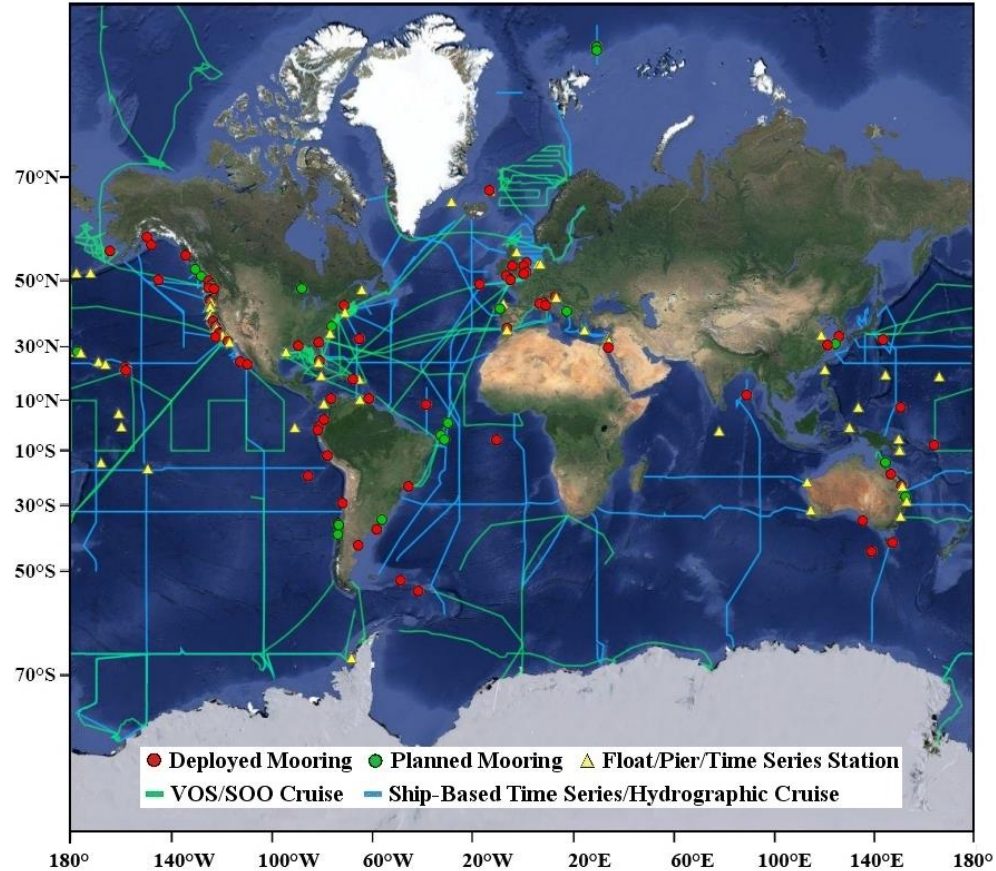 70°N
50°N
30°N
10°N
10°S
30°S
50°S
70°S
Deployed Mooring Planned Mooring Float/Pier/Time Series Station
VOS/SOO Cruise Ship-Based Time Series/Hydrographic Cruise
180° 140°W 100°W 60°W 20°W 20°E 60°E 100°E 140°E 180°